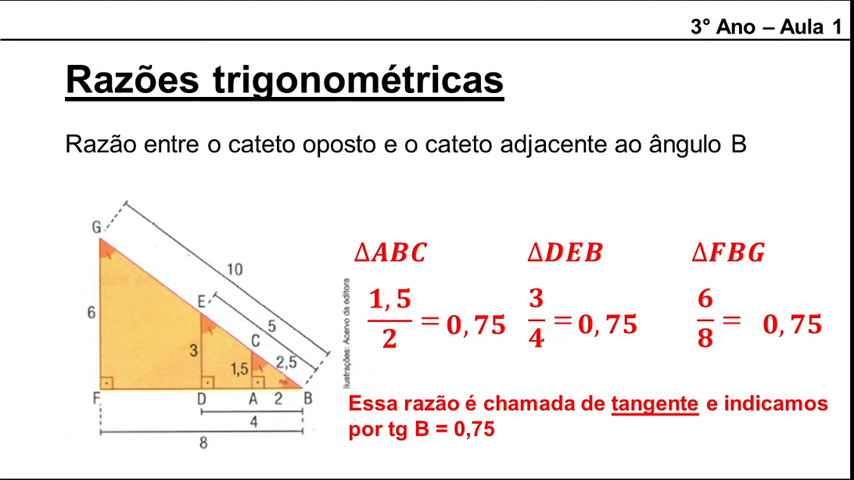 3° Ano – Aula 1
Razões trigonométricas
Razão entre o cateto oposto e o cateto adjacente ao ângulo B
G
10
E
6
5
C
3
1,5
2,5
F
D
A
2
B
4
8
Ilustrações: Acervo da editora
ΔABC
1,5/2 = 0,75
ΔDEB
3/4 = 0,75
ΔFBG
6/8 = 0,75
Essa razão é chamada de tangente e indicamos
por tg B = 0,75